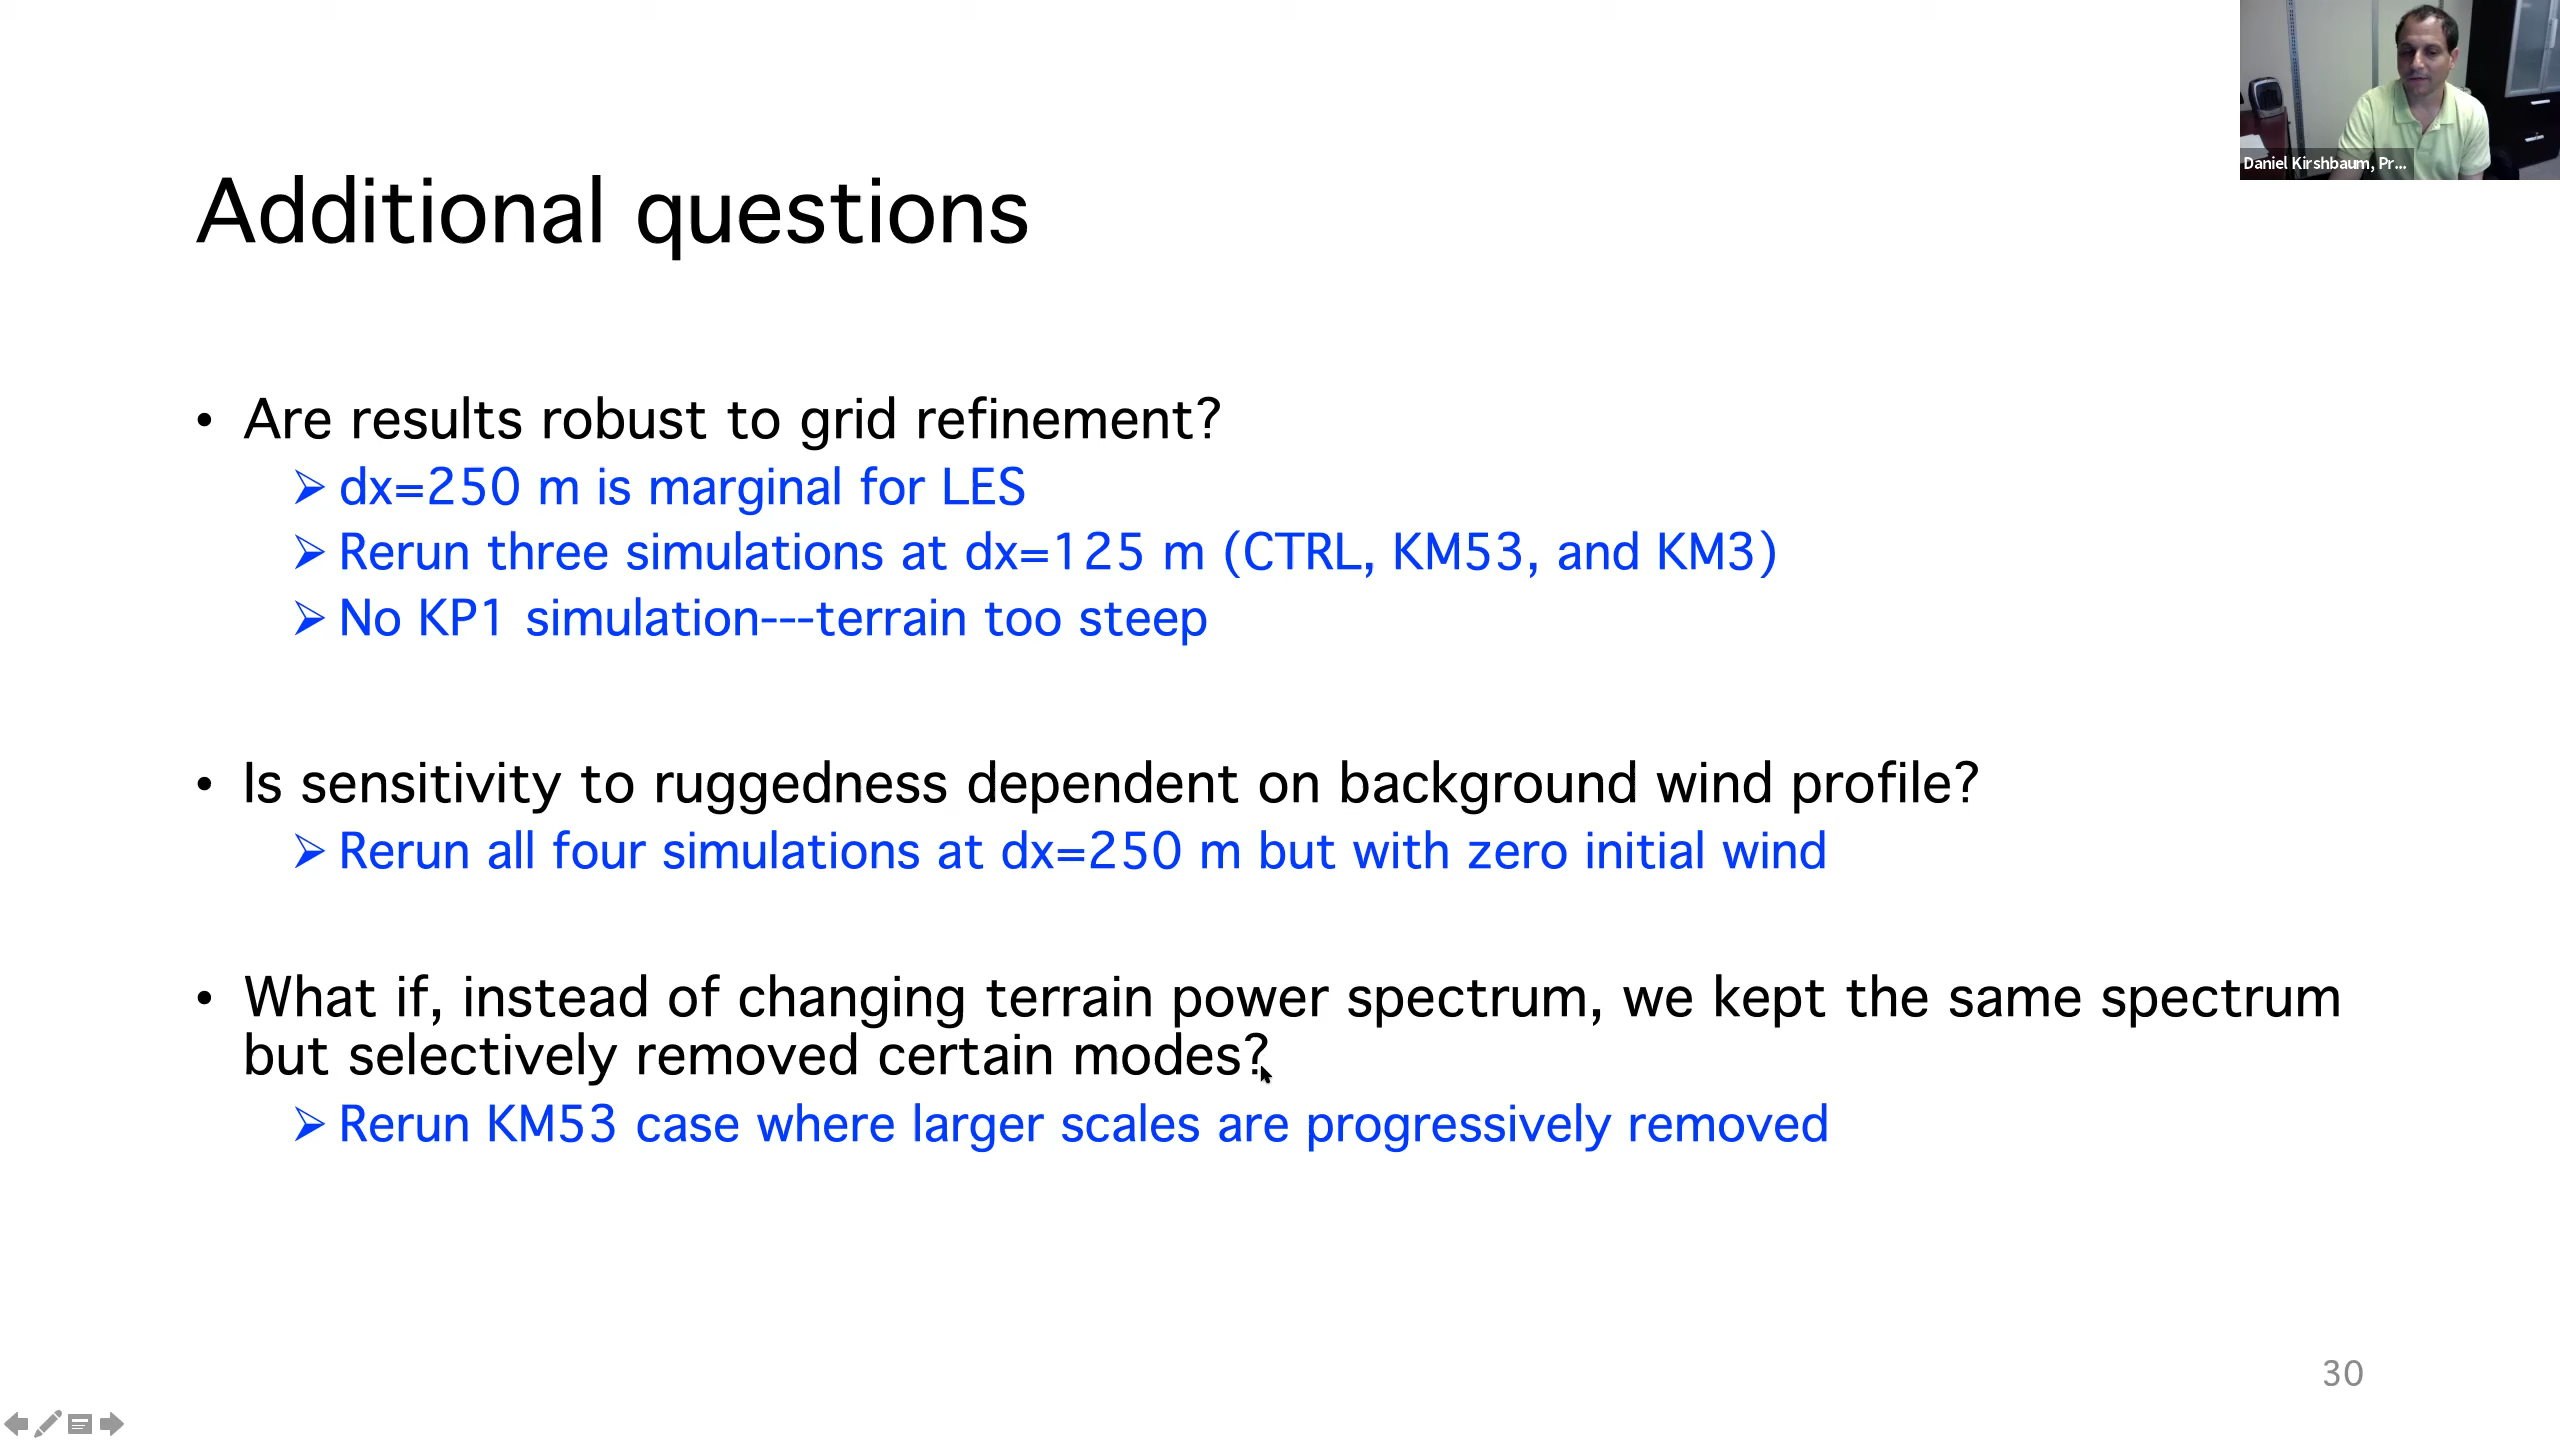 Daniel Kirshbaum, Pr...
Additional questions
• Are results robust to grid refinement?
➢ dx=250 m is marginal for LES
➢ Rerun three simulations at dx=125 m (CTRL, KM53, and KM3)
➢ No KP1 simulation---terrain too steep
• Is sensitivity to ruggedness dependent on background wind profile?
➢ Rerun all four simulations at dx=250 m but with zero initial wind
• What if, instead of changing terrain power spectrum, we kept the same spectrum
but selectively removed certain modes?
➢ Rerun KM53 case where larger scales are progressively removed
30